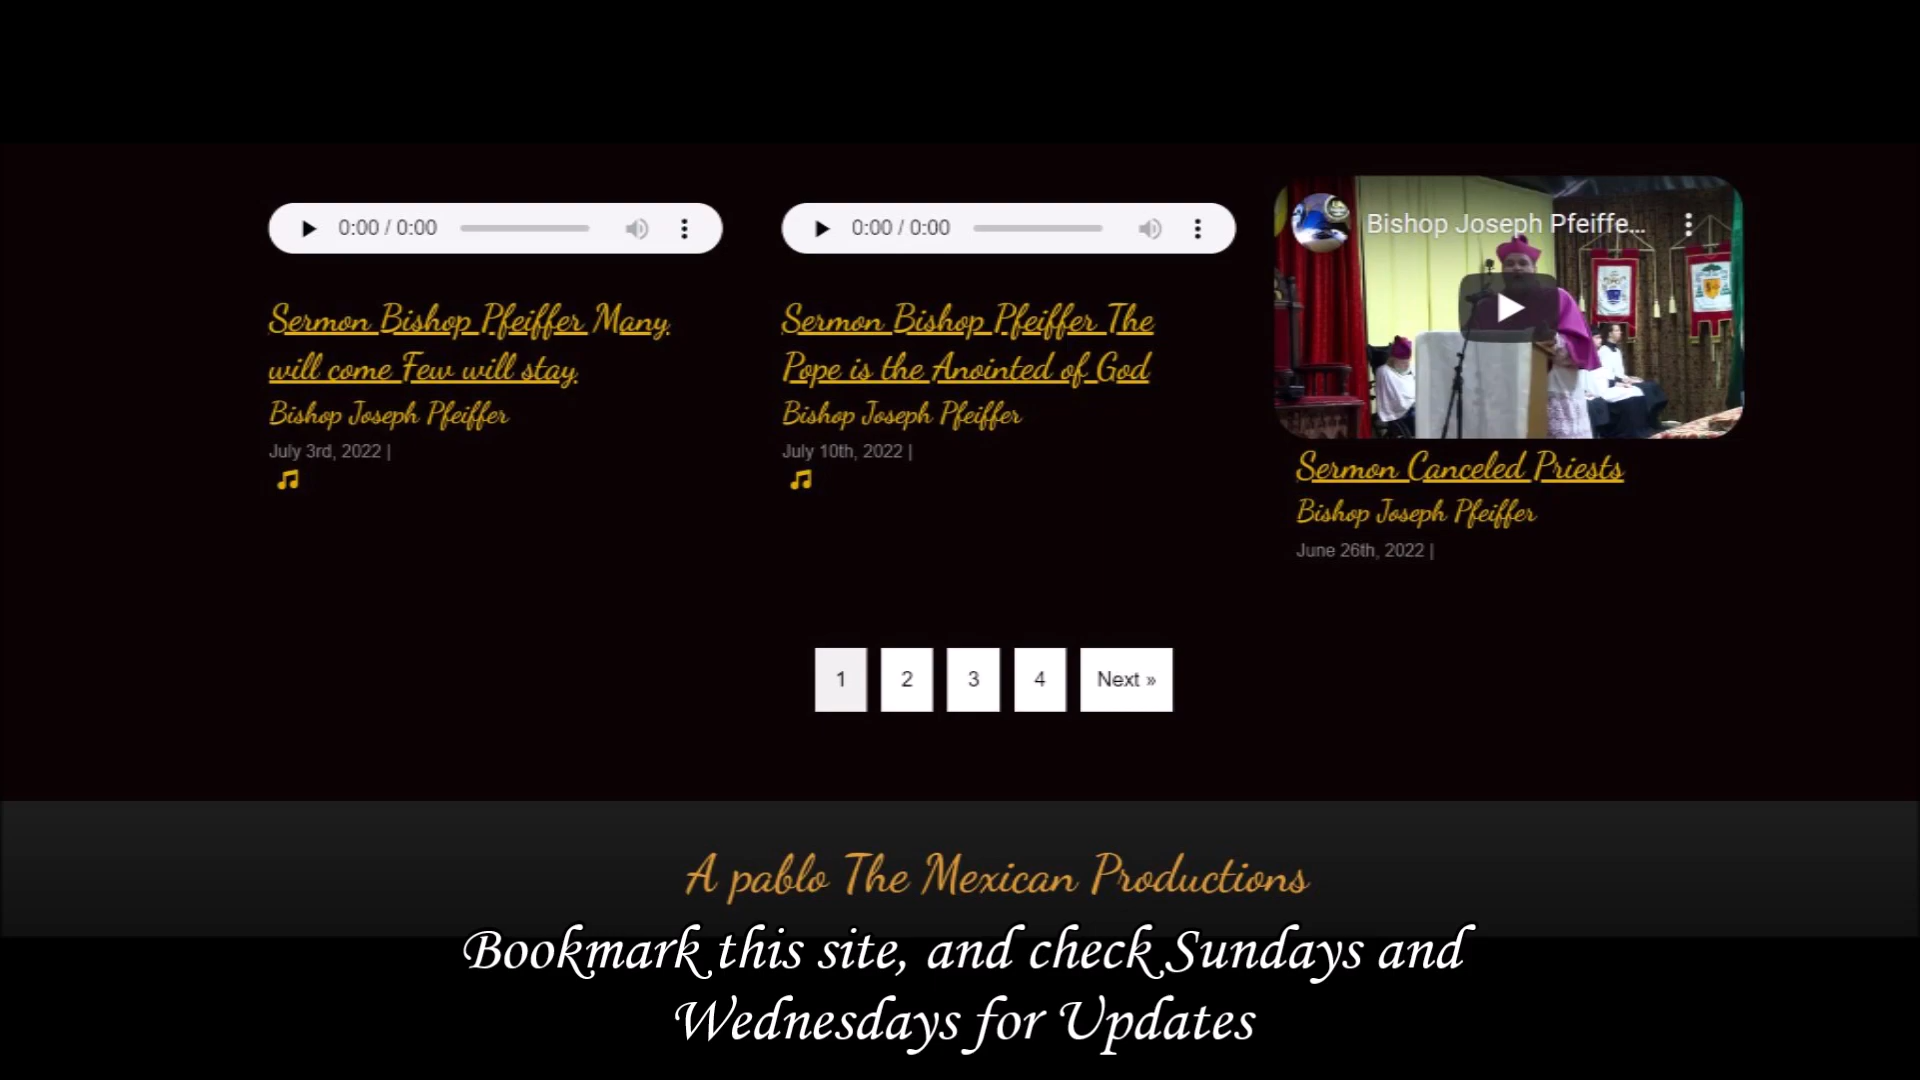 0:00 / 0:00
Sermon Bishop Pfeiffer Many
will come Few will stay
Bishop Joseph Pfeiffer
July 3rd, 2022 |
0:00 / 0:00
Sermon Bishop Pfeiffer The
Pope is the Anointed of God
Bishop Joseph Pfeiffer
July 10th, 2022 |
Bishop Joseph Pfeiffe...
Sermon Canceled Priests
Bishop Joseph Pfeiffer
June 26th, 2022 |
1 2 3 4 Next »
A pablo The Mexican Productions
Bookmark this site, and check Sundays and
Wednesdays for Updates